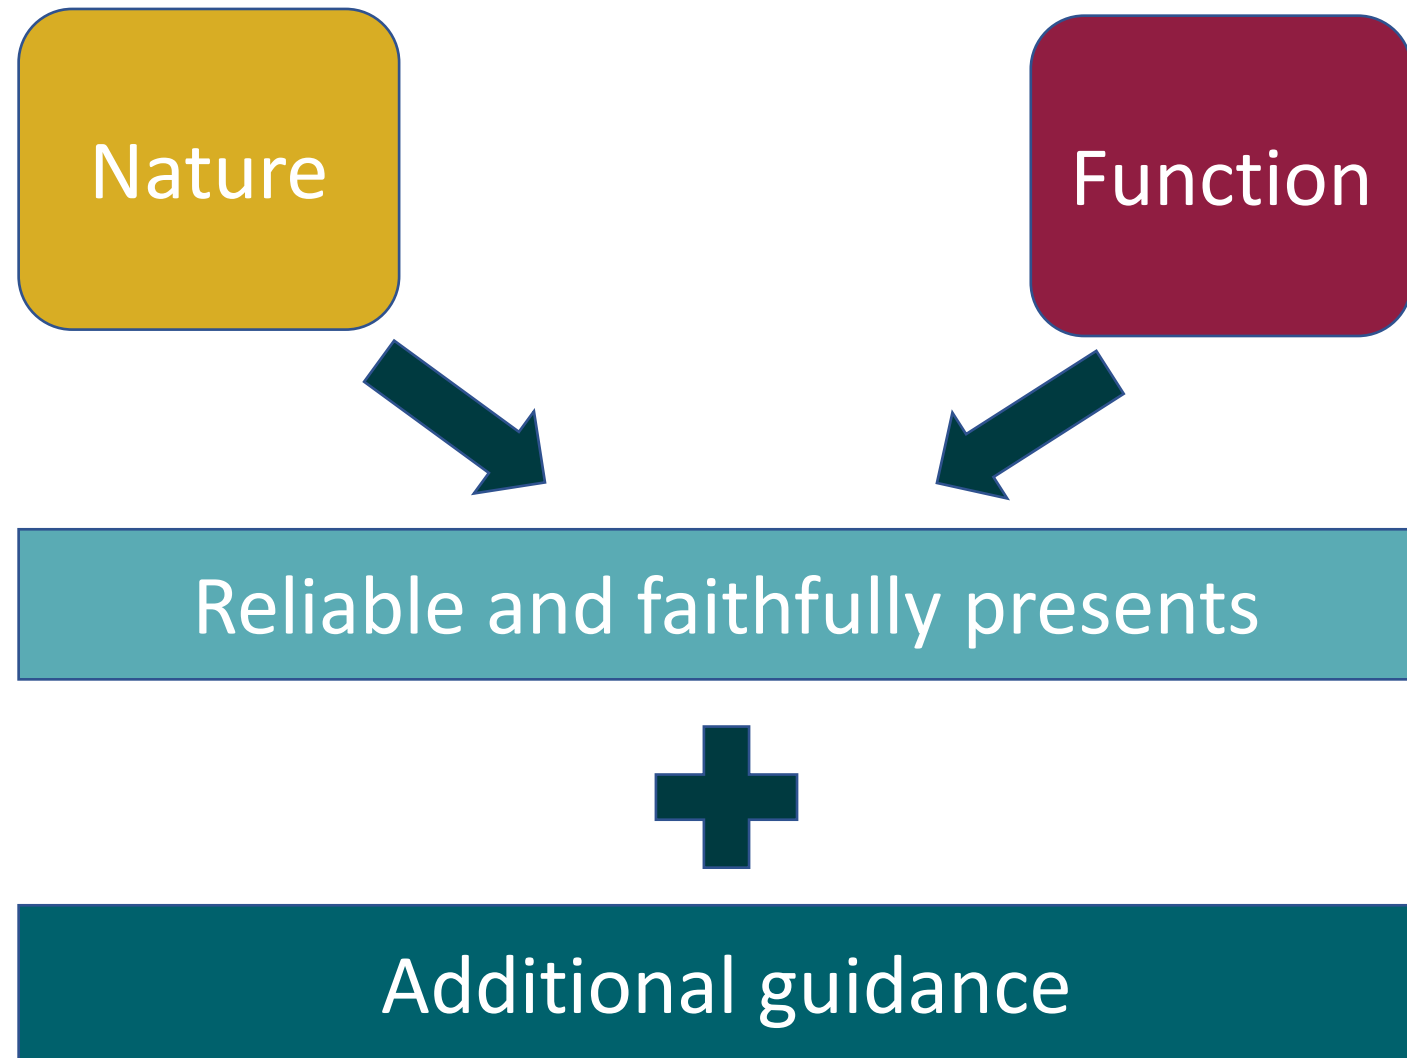 Nature
Function
Reliable and faithfully presents
Additional guidance